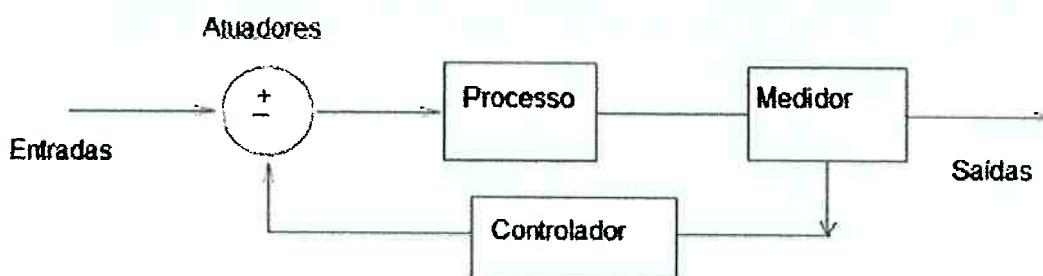 Atuadores
+
−
Processo
Medidor
Entradas
Saídas
Controlador